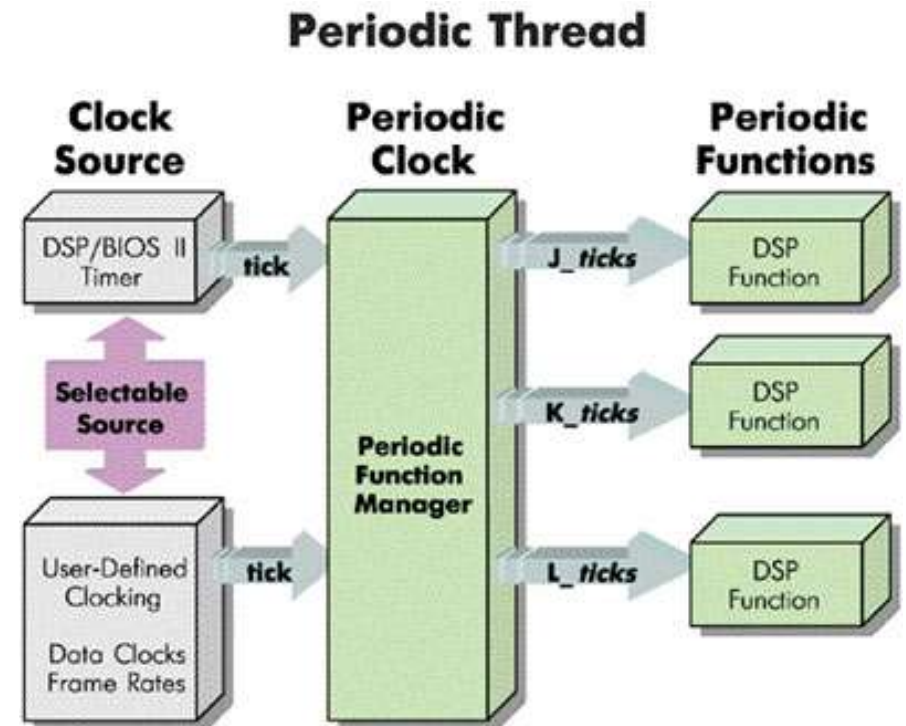 Periodic Thread
Clock
Source
Periodic
Clock
Periodic
Functions
DSP/BIOS II
Timer
tick
J_ticks
DSP
Function
Selectable
Source
K_ticks
DSP
Function
Periodic
Function
Manager
User-Defined
Clocking
Data Clocks
Frame Rates
tick
L_ticks
DSP
Function